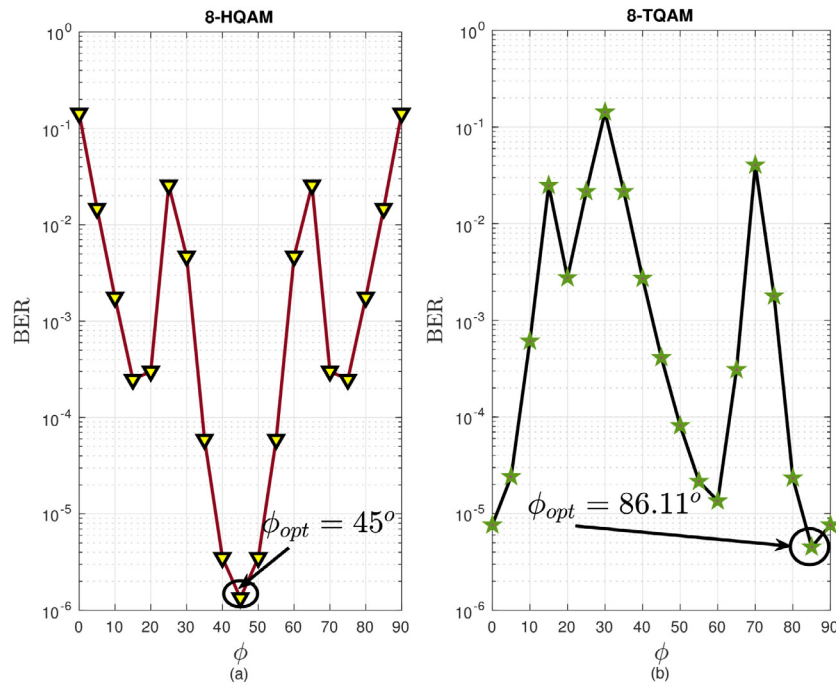 8-HQAM
10^0
10^-1
10^-2
10^-3
10^-4
10^-5
10^-6
BER
ϕ_opt = 45^o
0 10 20 30 40 50 60 70 80 90
ϕ
(a)
8-TQAM
10^0
10^-1
10^-2
10^-3
10^-4
10^-5
10^-6
BER
ϕ_opt = 86.11^o
0 10 20 30 40 50 60 70 80 90
ϕ
(b)